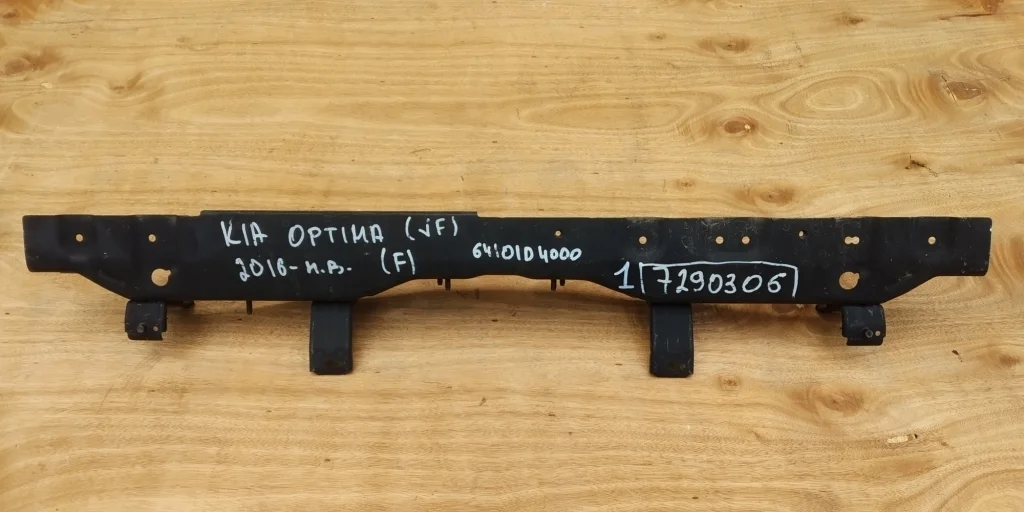 KIA OPTIMA (JF)
2016-н.в. (F)
64101D4000
1 7290306